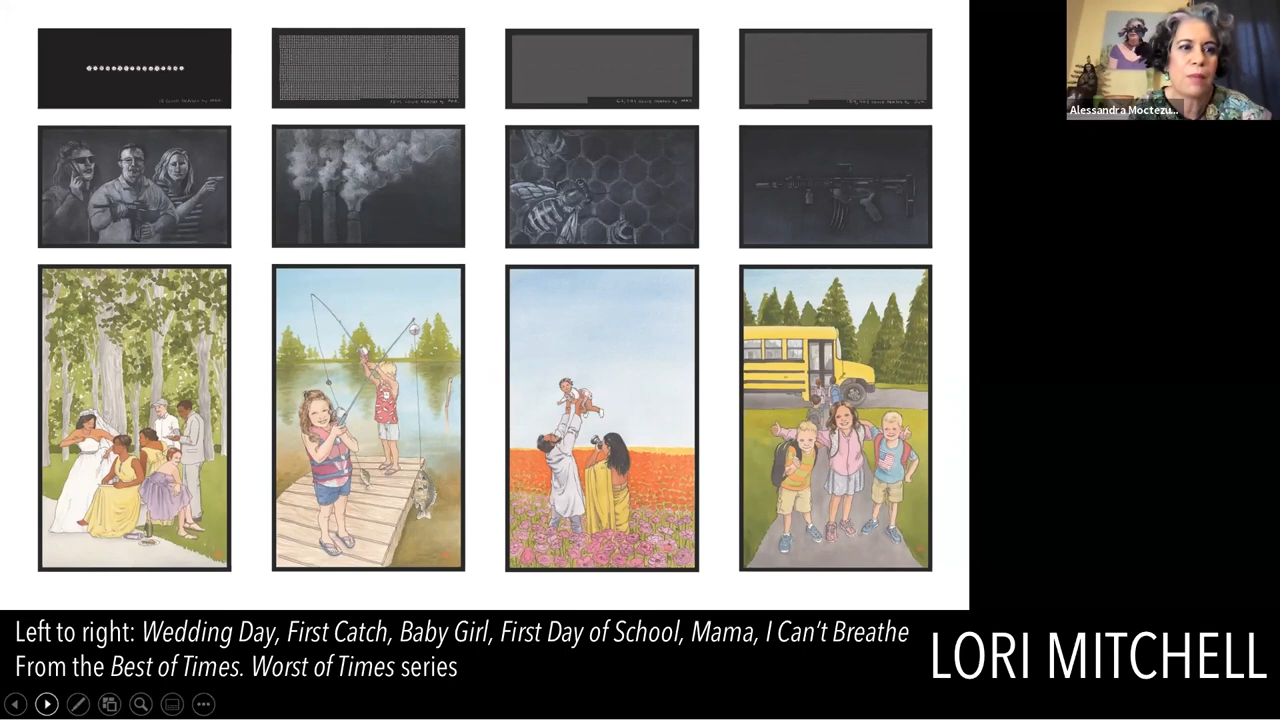 Alessandra Moctezu...
Left to right: Wedding Day, First Catch, Baby Girl, First Day of School, Mama, I Can't Breathe
From the Best of Times. Worst of Times series
LORI MITCHELL